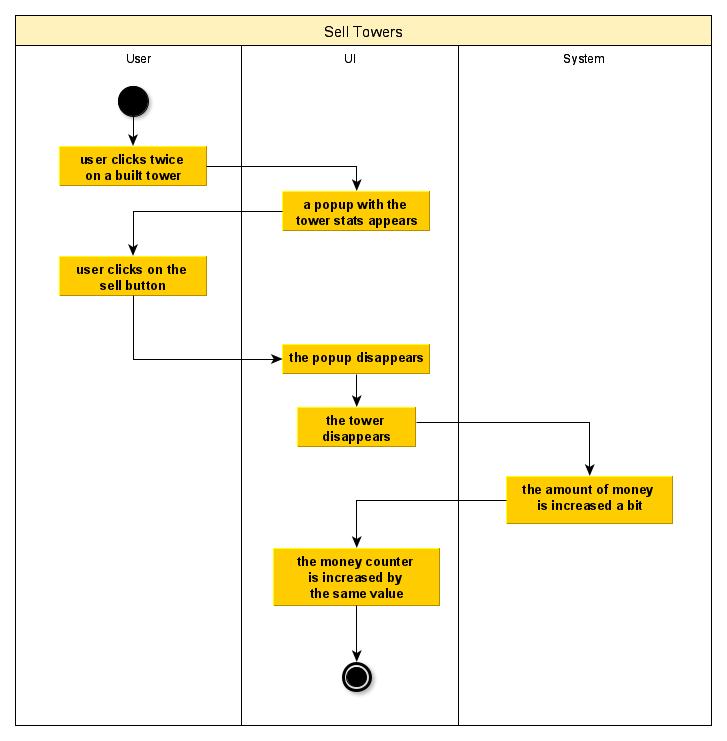 Sell Towers
User
UI
System
user clicks twice
on a built tower
a popup with the
tower stats appears
user clicks on the
sell button
the popup disappears
the tower
disappears
the amount of money
is increased a bit
the money counter
is increased by
the same value